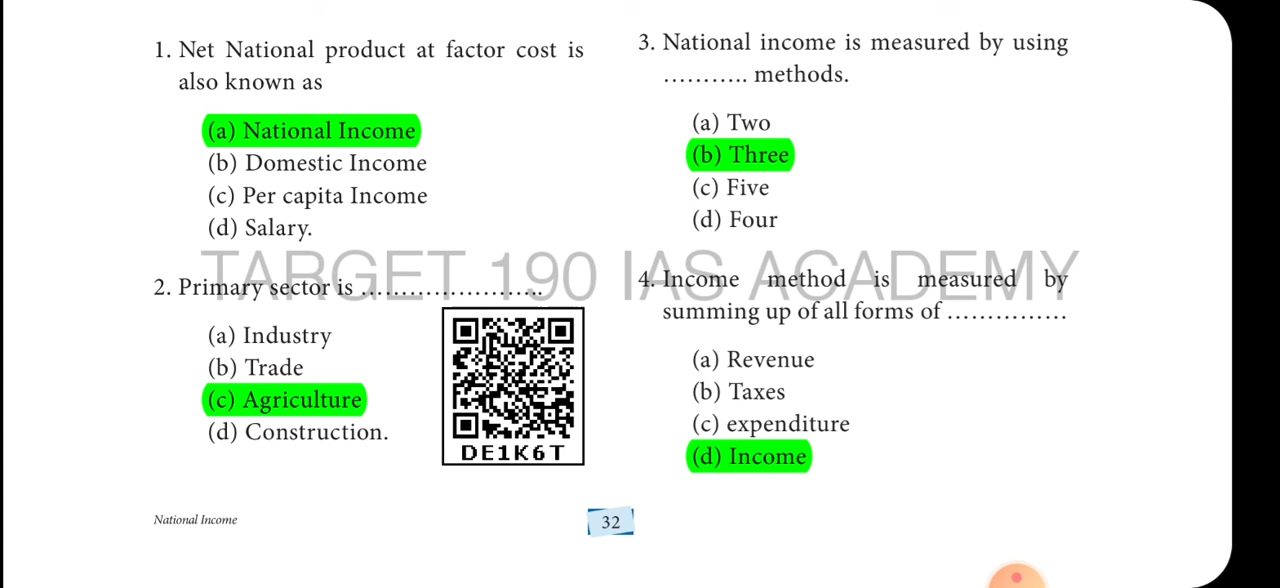 1. Net National product at factor cost is
also known as
(a) National Income
(b) Domestic Income
(c) Per capita Income
(d) Salary.
2. Primary sector is ........................
(a) Industry
(b) Trade
(c) Agriculture
(d) Construction.
DE1K6T
3. National income is measured by using
........... methods.
(a) Two
(b) Three
(c) Five
(d) Four
4. Income method is measured by
summing up of all forms of ...............
(a) Revenue
(b) Taxes
(c) expenditure
(d) Income
TARGET 190 IAS ACADEMY
National Income
32